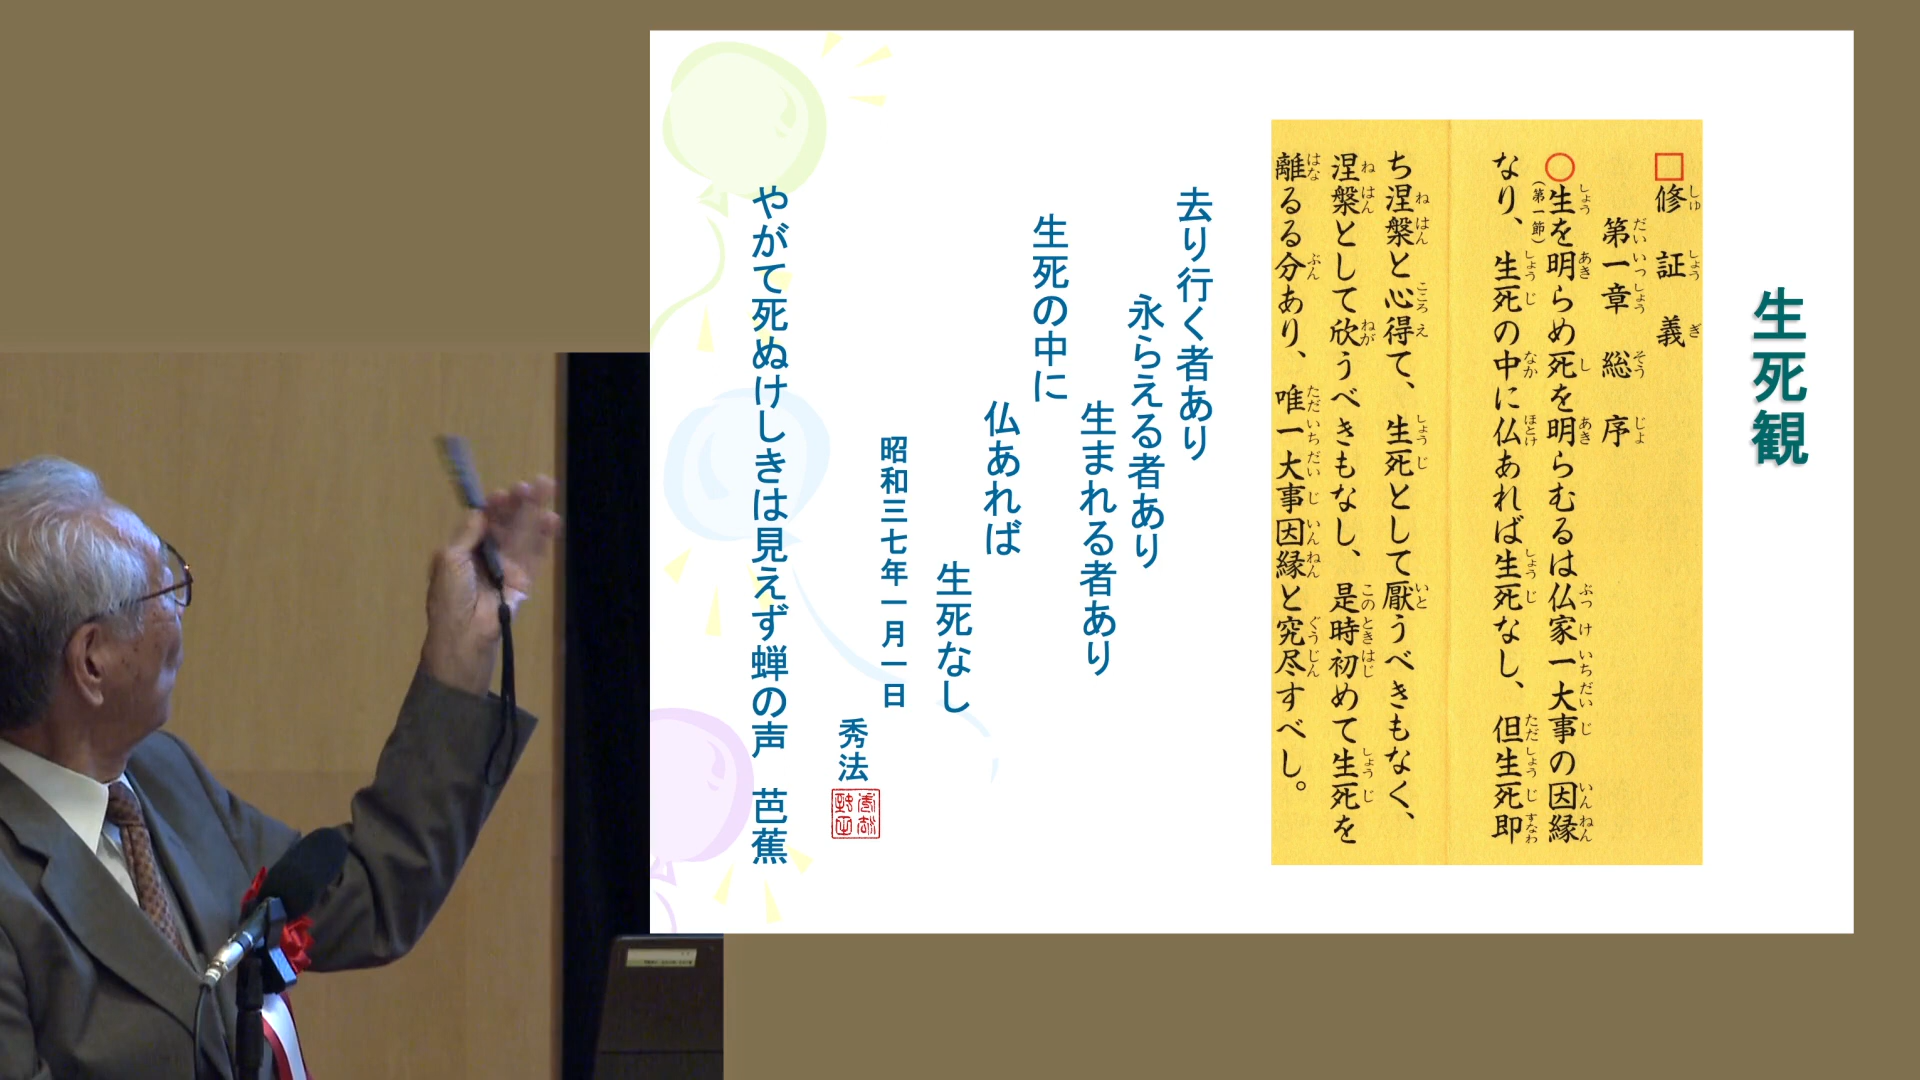 生死観
□修証義
第一章 総序
○生を明らめ死を明らむるは仏家一大事の因縁
(第一節)
なり、生死の中に仏あれば生死なし、但生死即
ち涅槃と心得て、生死として厭うべきもなく、
涅槃として欣うべきもなし、是時初めて生死を
離るる分あり、唯一大事因縁と究尽すべし。
去り行く者あり
永らえる者あり
生まれる者あり
生死の中に
仏あれば
生死なし
昭和三七年一月一日
秀法
やがて死ぬけしきは見えず蝉の声 芭蕉